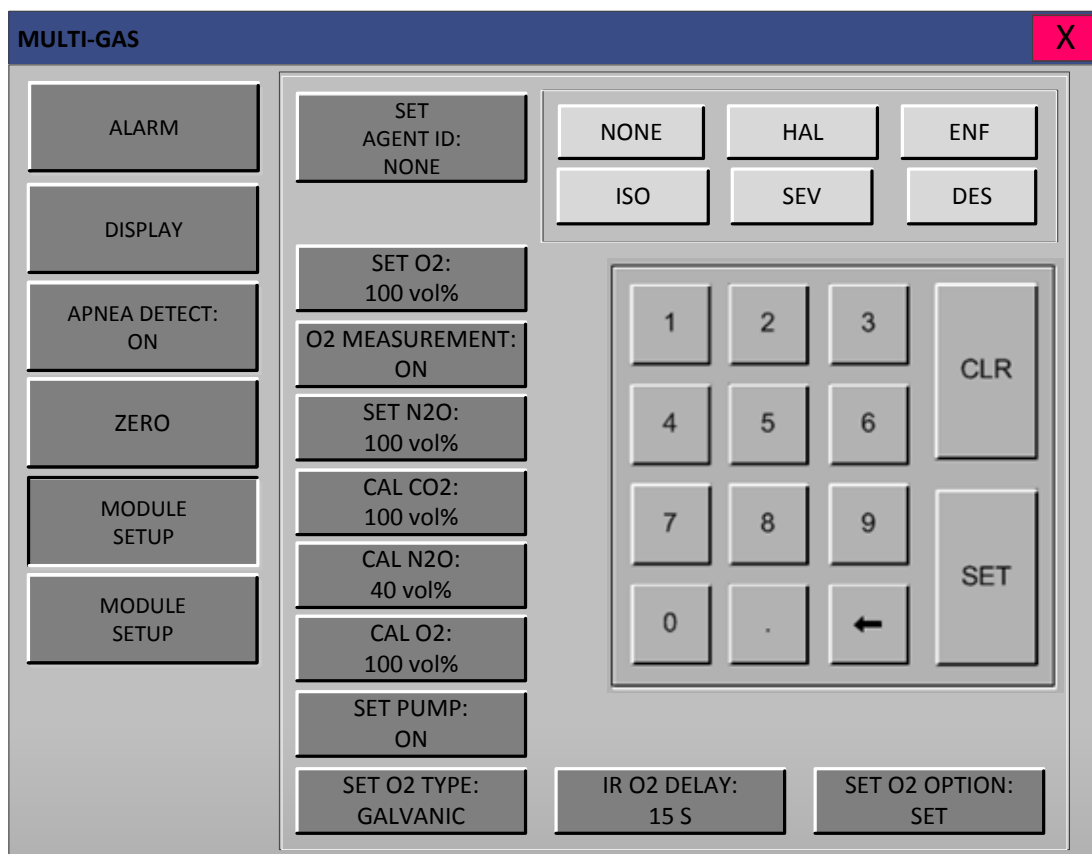 MULTI-GAS
X
ALARM
DISPLAY
APNEA DETECT:
ON
ZERO
MODULE
SETUP
MODULE
SETUP
SET
AGENT ID:
NONE
NONE
HAL
ENF
ISO
SEV
DES
SET O2:
100 vol%
O2 MEASUREMENT:
ON
SET N2O:
100 vol%
CAL CO2:
100 vol%
CAL N2O:
40 vol%
CAL O2:
100 vol%
SET PUMP:
ON
SET O2 TYPE:
GALVANIC
1 2 3
CLR
4 5 6
7 8 9
SET
0 . ←
IR O2 DELAY:
15 S
SET O2 OPTION:
SET